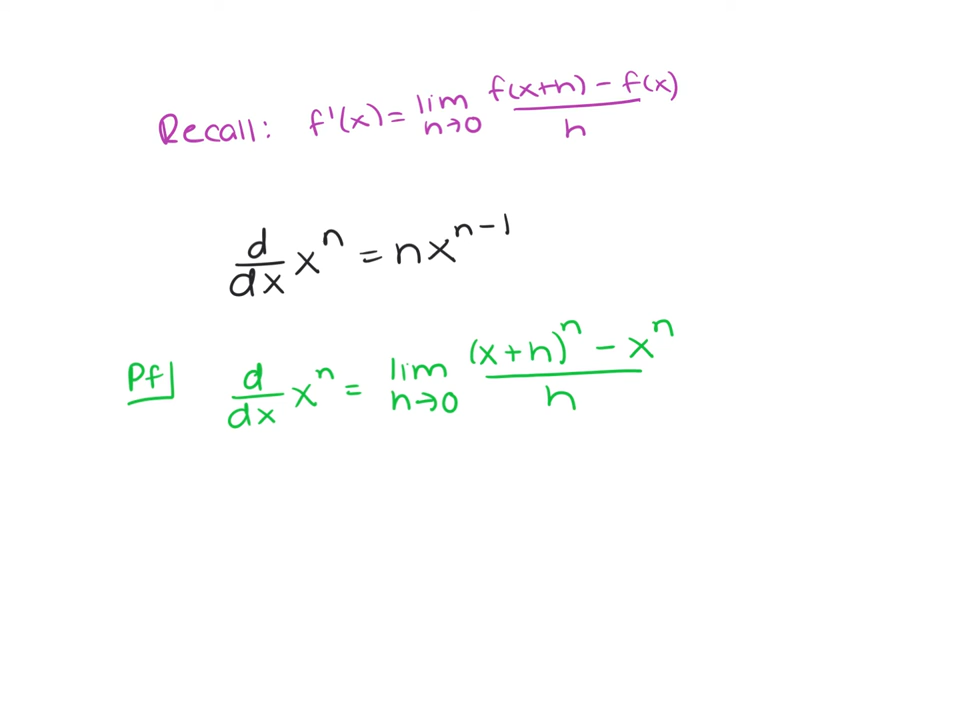 Recall: f'(x) = lim_{h→0} (f(x+h) - f(x))/h
d/dx x^n = nx^{n-1}
Pf| d/dx x^n = lim_{h→0} ((x+h)^n - x^n)/h